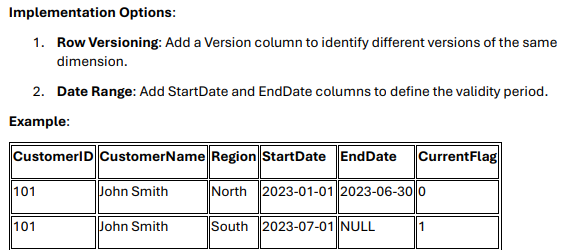 Implementation Options:
1. Row Versioning: Add a Version column to identify different versions of the same
dimension.
2. Date Range: Add StartDate and EndDate columns to define the validity period.
Example:
CustomerID CustomerName Region StartDate EndDate CurrentFlag
101 John Smith North 2023-01-01 2023-06-30 0
101 John Smith South 2023-07-01 NULL 1